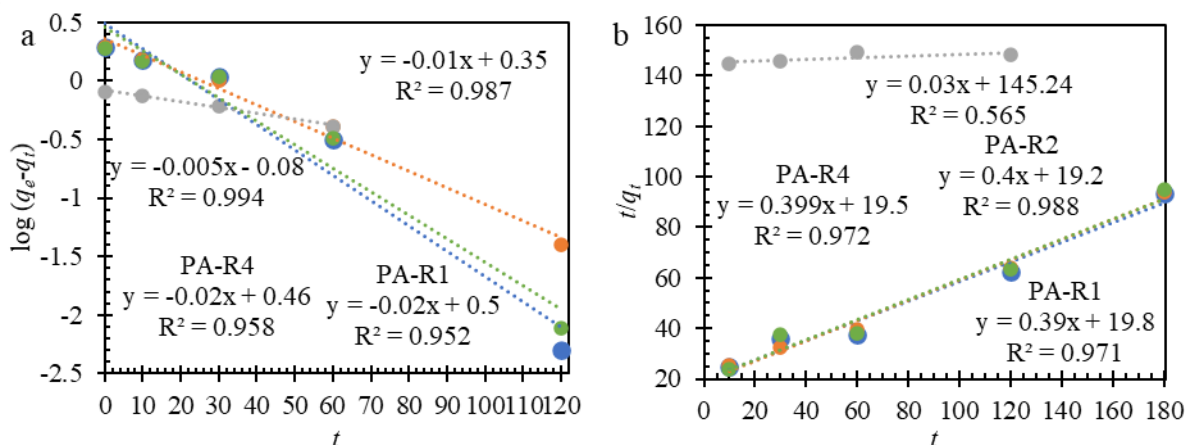 a
0.5
0
-0.5
-1
-1.5
-2
-2.5
log (qe-qt)
y = -0.01x + 0.35
R² = 0.987
y = -0.005x - 0.08
R² = 0.994
PA-R4
y = -0.02x + 0.46
R² = 0.958
PA-R1
y = -0.02x + 0.5
R² = 0.952
0 10 20 30 40 50 60 70 80 90 100 110 120
t
b
160
140
120
100
80
60
40
20
t/qt
y = 0.03x + 145.24
R² = 0.565
PA-R2
y = 0.4x + 19.2
R² = 0.988
PA-R4
y = 0.399x + 19.5
R² = 0.972
PA-R1
y = 0.39x + 19.8
R² = 0.971
0 20 40 60 80 100 120 140 160 180
t